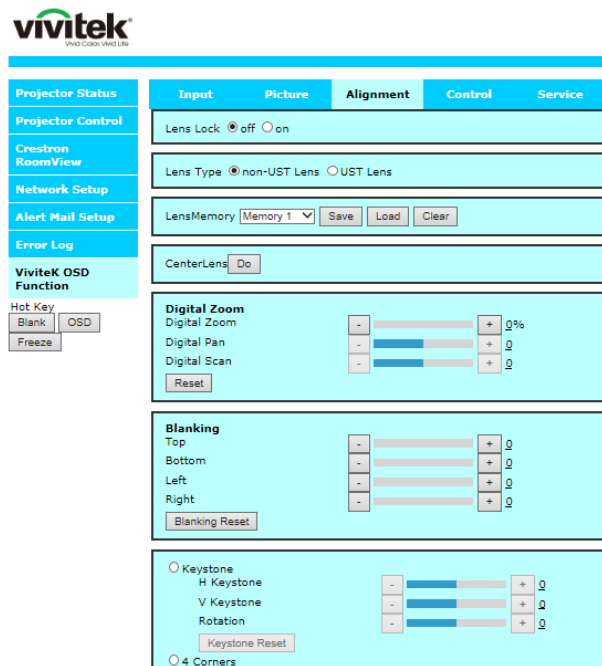 vivitek
Vivid Color, Vivid Life
Projector Status
Projector Control
Crestron
RoomView
Network Setup
Alert Mail Setup
Error Log
ViviteK OSD
Function
Hot Key
Blank OSD
Freeze
Input Picture Alignment Control Service
Lens Lock off on
Lens Type non-UST Lens UST Lens
LensMemory Memory 1 Save Load Clear
CenterLens Do
Digital Zoom
Digital Zoom - + 0%
Digital Pan - + 0
Digital Scan - + 0
Reset
Blanking
Top - + 0
Bottom - + 0
Left - + 0
Right - + 0
Blanking Reset
Keystone
H Keystone - + 0
V Keystone - + 0
Rotation - + 0
Keystone Reset
4 Corners